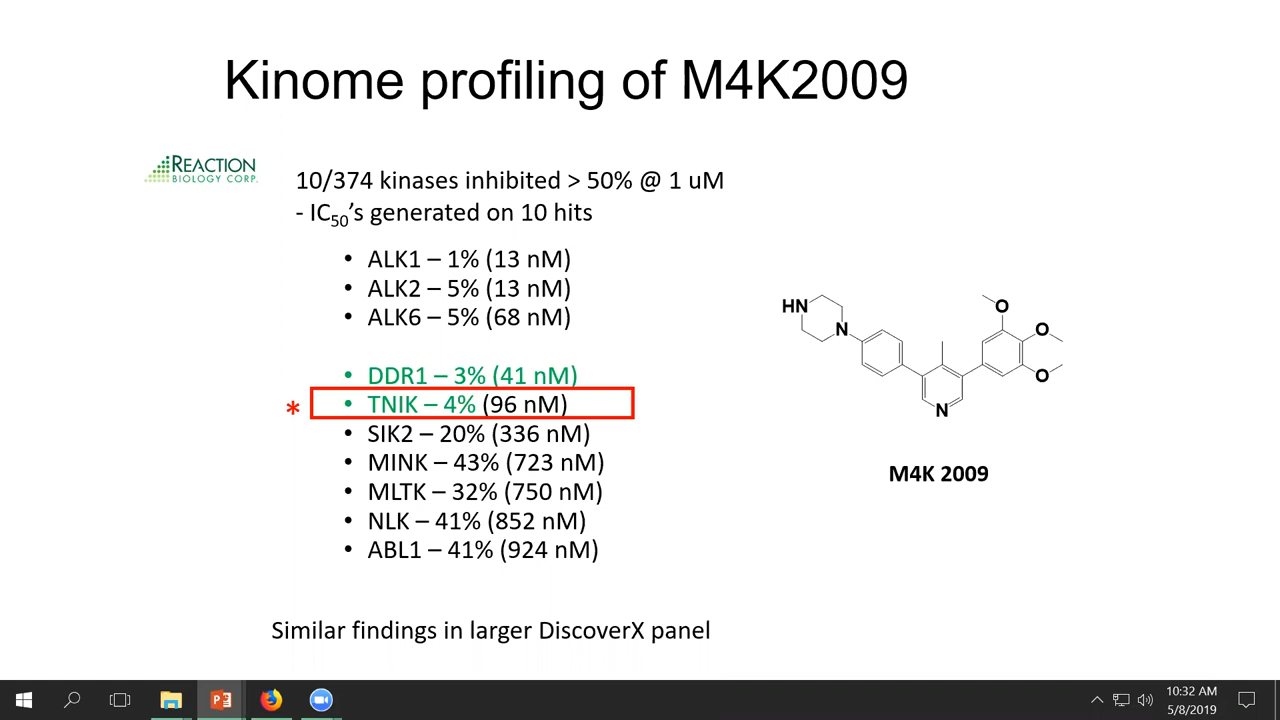 Kinome profiling of M4K2009
REACTION
BIOLOGY CORP.
10/374 kinases inhibited > 50% @ 1 uM
- IC50's generated on 10 hits
• ALK1 – 1% (13 nM)
• ALK2 – 5% (13 nM)
• ALK6 – 5% (68 nM)
• DDR1 – 3% (41 nM)
* • TNIK – 4% (96 nM)
• SIK2 – 20% (336 nM)
• MINK – 43% (723 nM)
• MLTK – 32% (750 nM)
• NLK – 41% (852 nM)
• ABL1 – 41% (924 nM)
HN
N
O
O
O
N
M4K 2009
Similar findings in larger DiscoverX panel
10:32 AM
5/8/2019